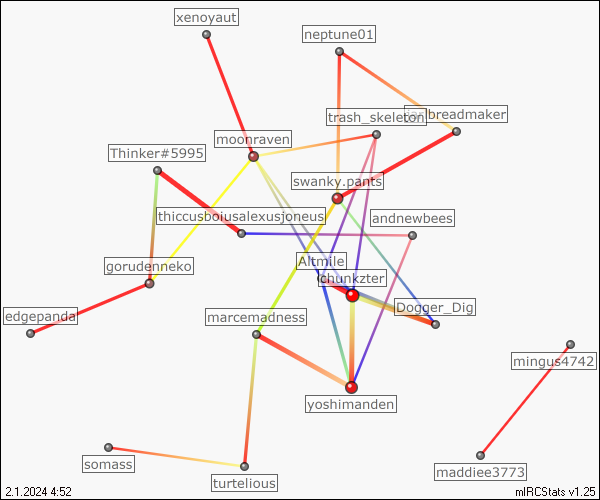 xenoyaut
neptune01
trash_skeleton
breadmaker
moonraven
Thinker#5995
swanky.pants
thiccusboiusalexusjoneus
andnewbees
Altmile
gorudenneko
Chunkzter
edgepanda
marcemadness
Dogger_Dig
mingus4742
yoshimanden
somass
maddiee3773
turtelious
2.1.2024 4:52
mIRCStats v1.25